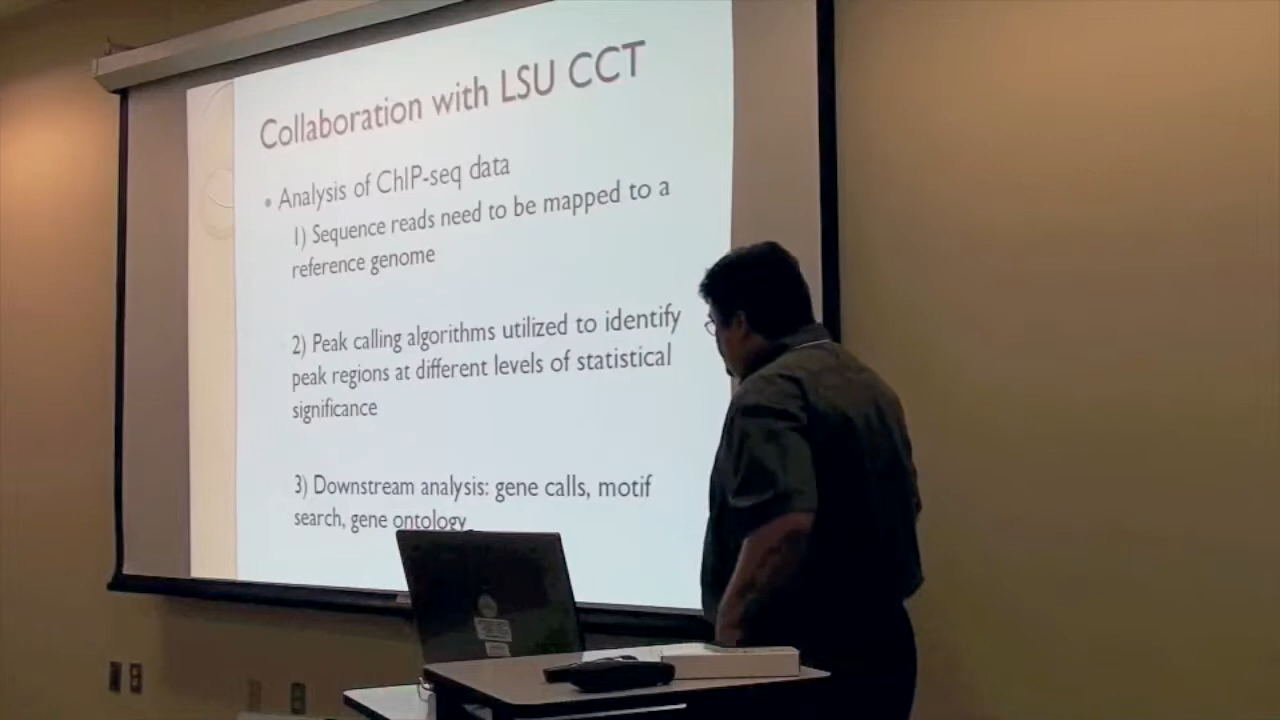 Collaboration with LSU CCT
• Analysis of ChIP-seq data
1) Sequence reads need to be mapped to a
reference genome
2) Peak calling algorithms utilized to identify
peak regions at different levels of statistical
significance
3) Downstream analysis: gene calls, motif
search, gene ontology